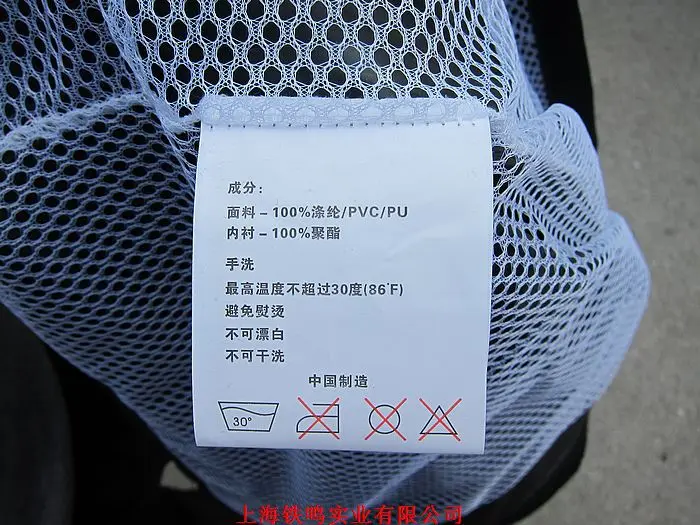 成分：
面料－100%涤纶/PVC/PU
内衬－100%聚酯
手洗
最高温度不超过30度(86°F)
避免熨烫
不可漂白
不可干洗
中国制造
30°
上海铁鸣实业有限公司